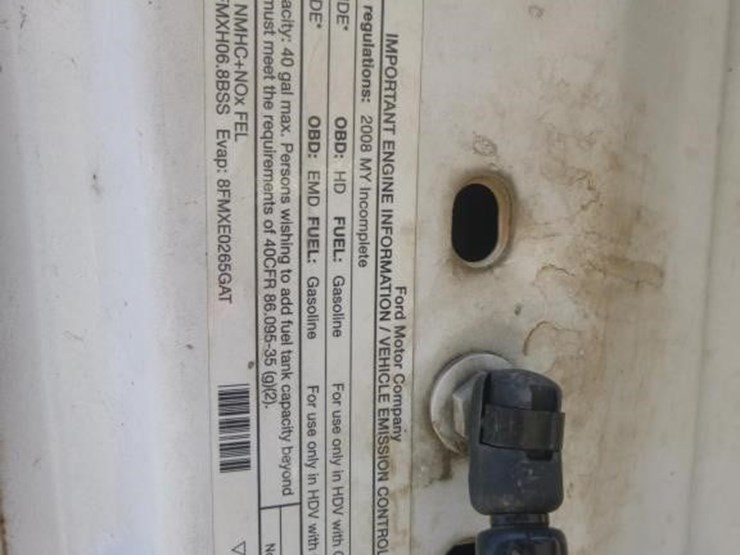 Ford Motor Company
IMPORTANT ENGINE INFORMATION / VEHICLE EMISSION CONTROL
regulations: 2008 MY Incomplete
DE* OBD: HD FUEL: Gasoline For use only in HDV with
DE* OBD: EMD FUEL: Gasoline For use only in HDV with
acity: 40 gal max. Persons wishing to add fuel tank capacity beyond
must meet the requirements of 40CFR 86.095-35 (g)(2).
NMHC+NOx FEL
FMXH06.8BSS Evap: 8FMXE0265GAT